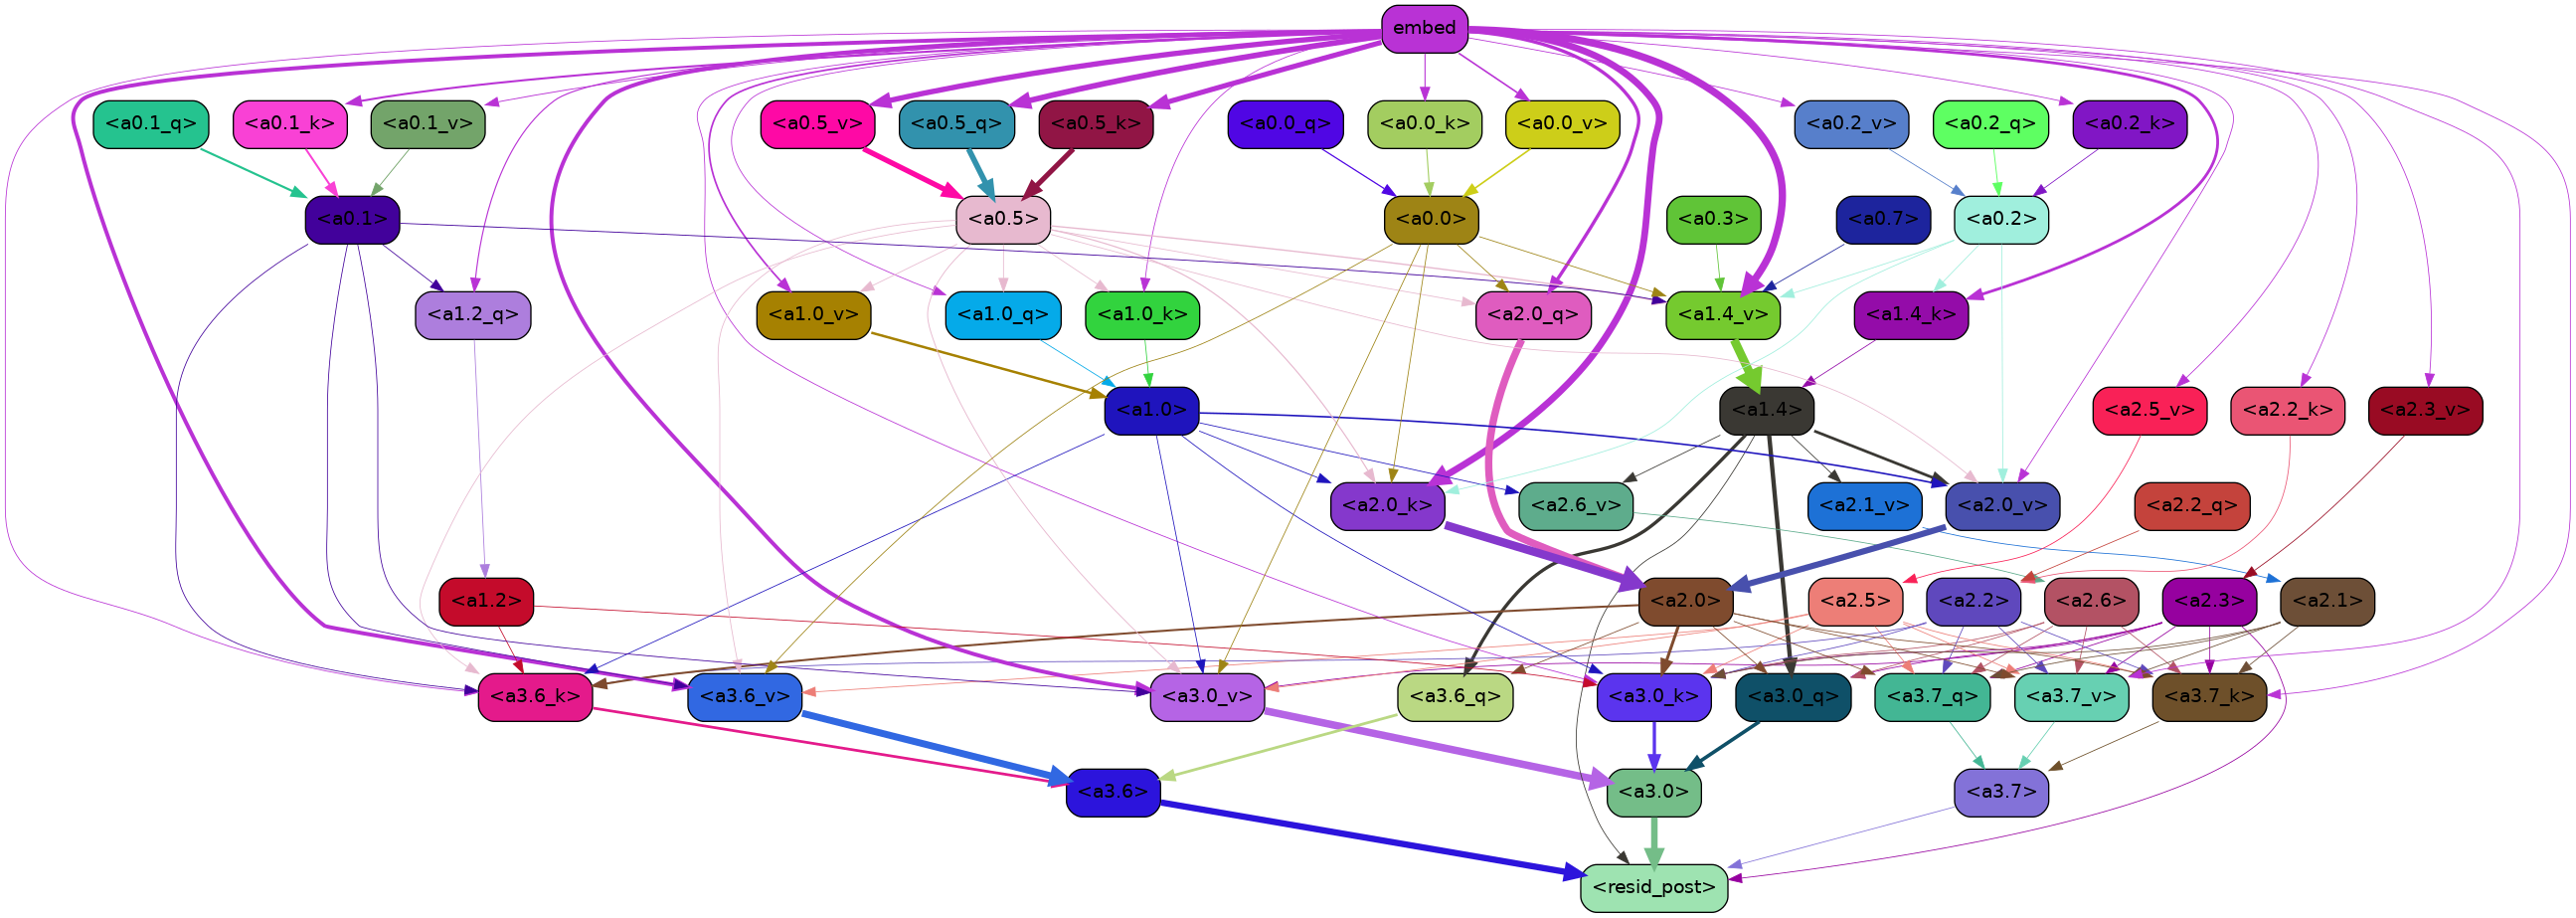 embed
<a0.1_q>
<a0.1_k>
<a0.1_v>
<a0.5_v>
<a0.5_q>
<a0.5_k>
<a0.0_q>
<a0.0_k>
<a0.0_v>
<a0.2_v>
<a0.2_q>
<a0.2_k>
<a0.1>
<a0.5>
<a0.0>
<a0.3>
<a0.7>
<a0.2>
<a1.2_q>
<a1.0_v>
<a1.0_q>
<a1.0_k>
<a2.0_q>
<a1.4_v>
<a1.4_k>
<a1.0>
<a1.4>
<a2.5_v>
<a2.2_k>
<a2.3_v>
<a2.0_k>
<a2.6_v>
<a2.1_v>
<a2.0_v>
<a2.2_q>
<a1.2>
<a2.0>
<a2.5>
<a2.2>
<a2.6>
<a2.3>
<a2.1>
<a3.6_k>
<a3.6_v>
<a3.0_v>
<a3.6_q>
<a3.0_k>
<a3.0_q>
<a3.7_q>
<a3.7_v>
<a3.7_k>
<a3.6>
<a3.0>
<a3.7>
<resid_post>